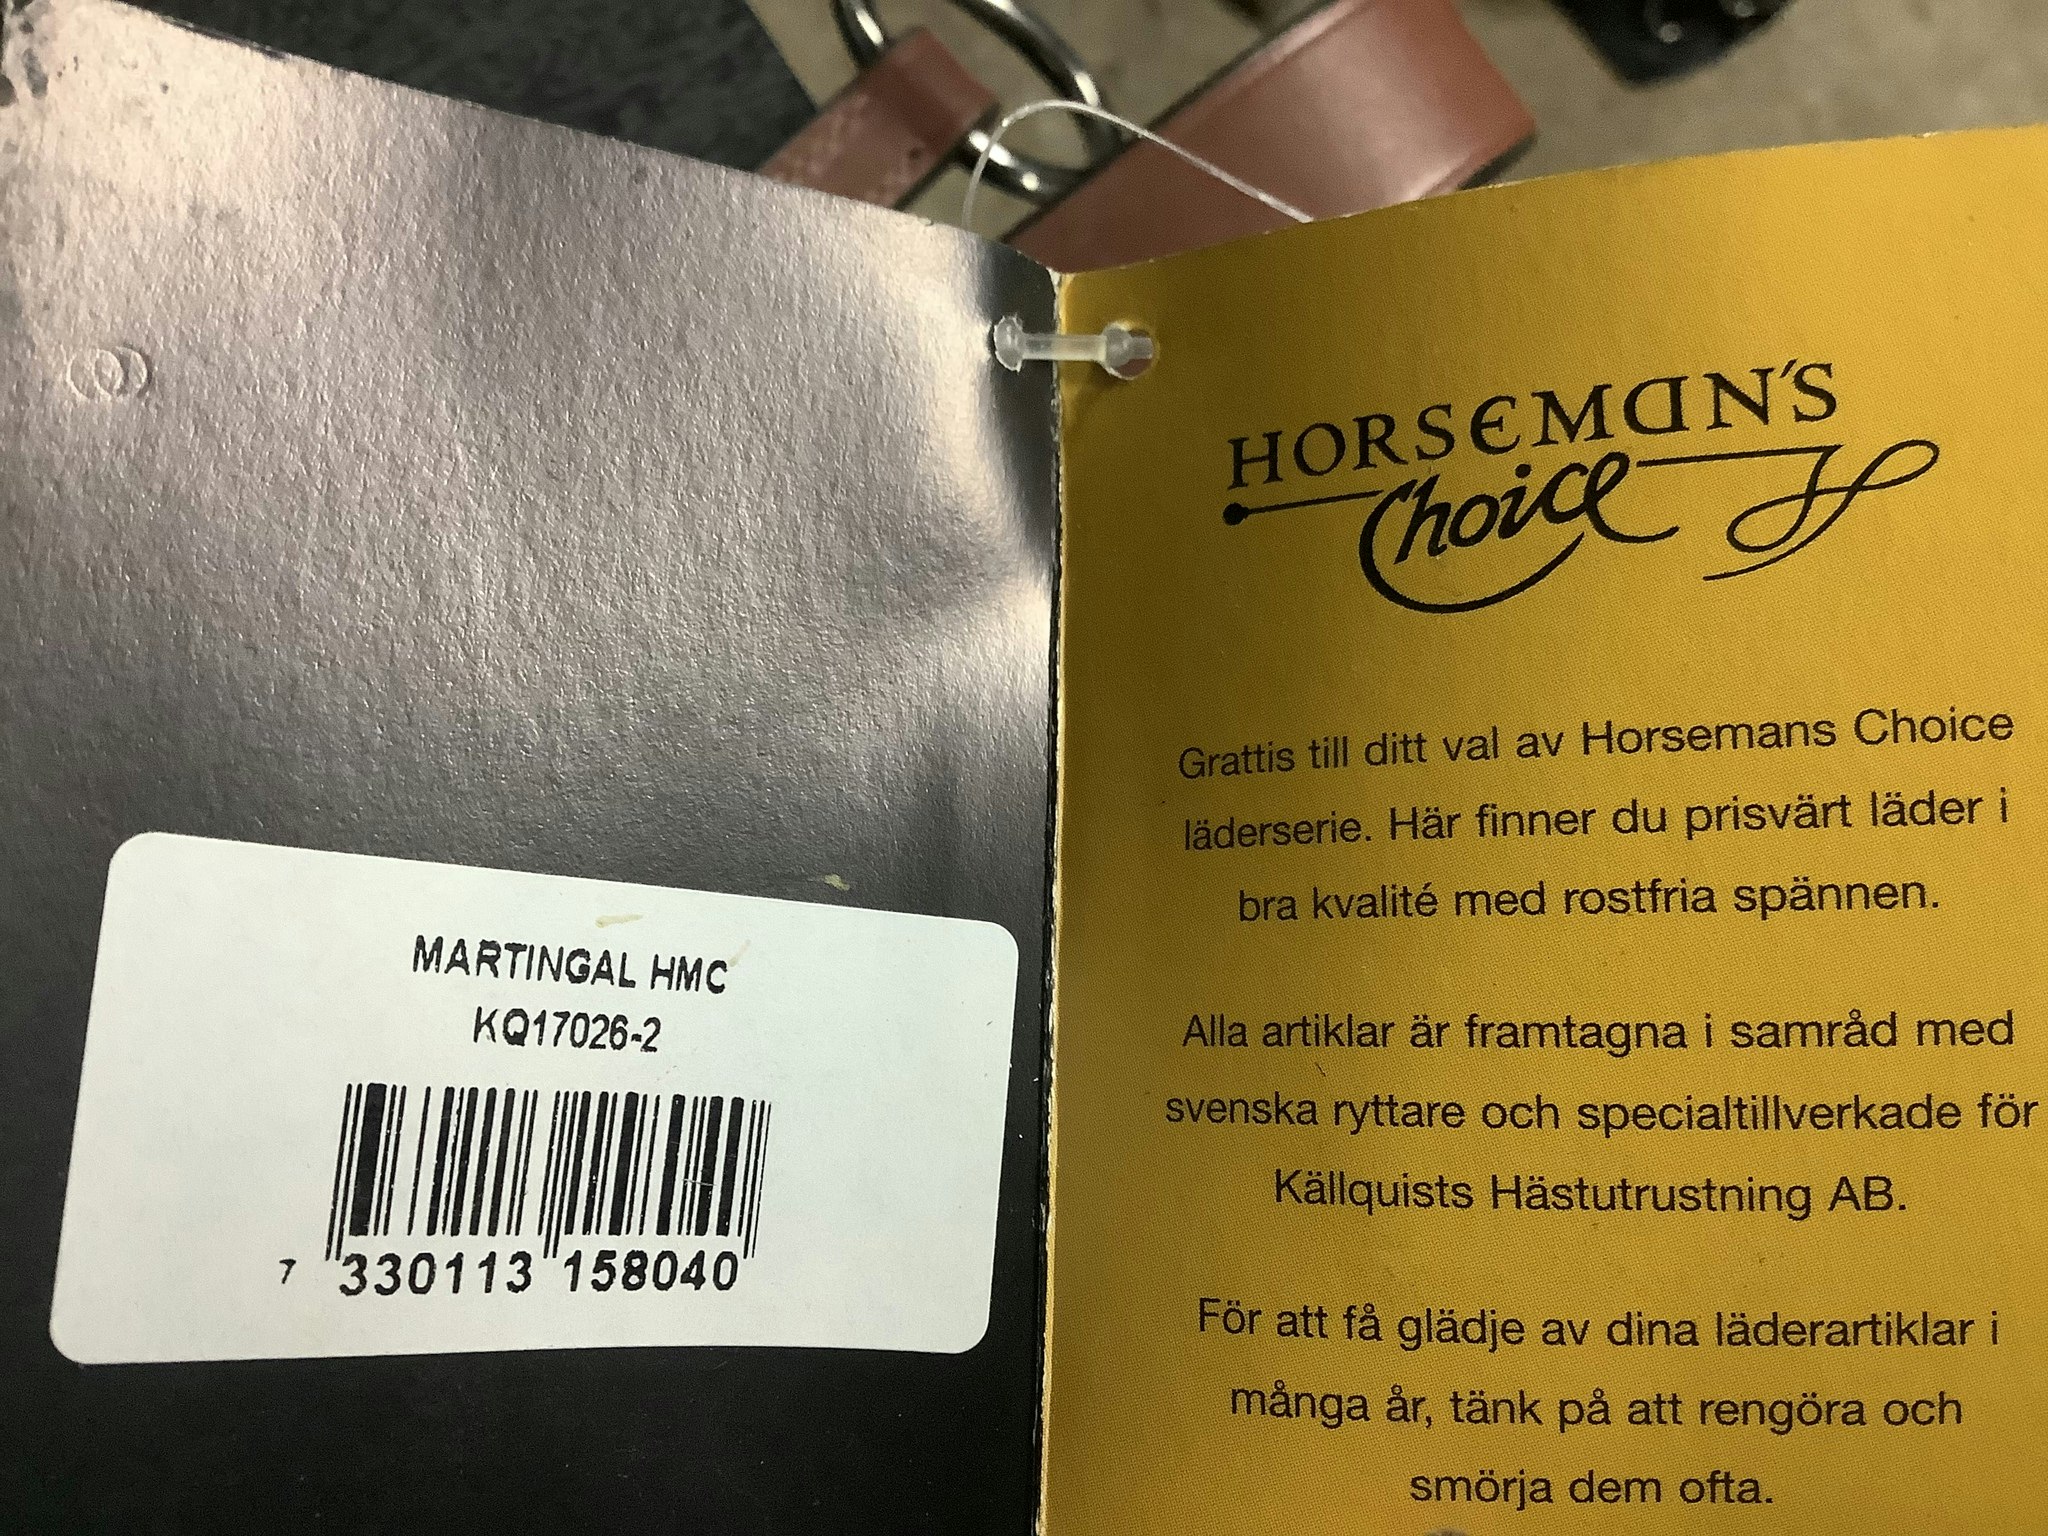 MARTINGAL HMC
KQ17026-2
7 330113 158040
HORSEMAN'S
Choice
Grattis till ditt val av Horsemans Choice
läderserie. Här finner du prisvärt läder i
bra kvalité med rostfria spännen.
Alla artiklar är framtagna i samråd med
svenska ryttare och specialtillverkade för
Källquists Hästutrustning AB.
För att få glädje av dina läderartiklar i
många år, tänk på att rengöra och
smörja dem ofta.